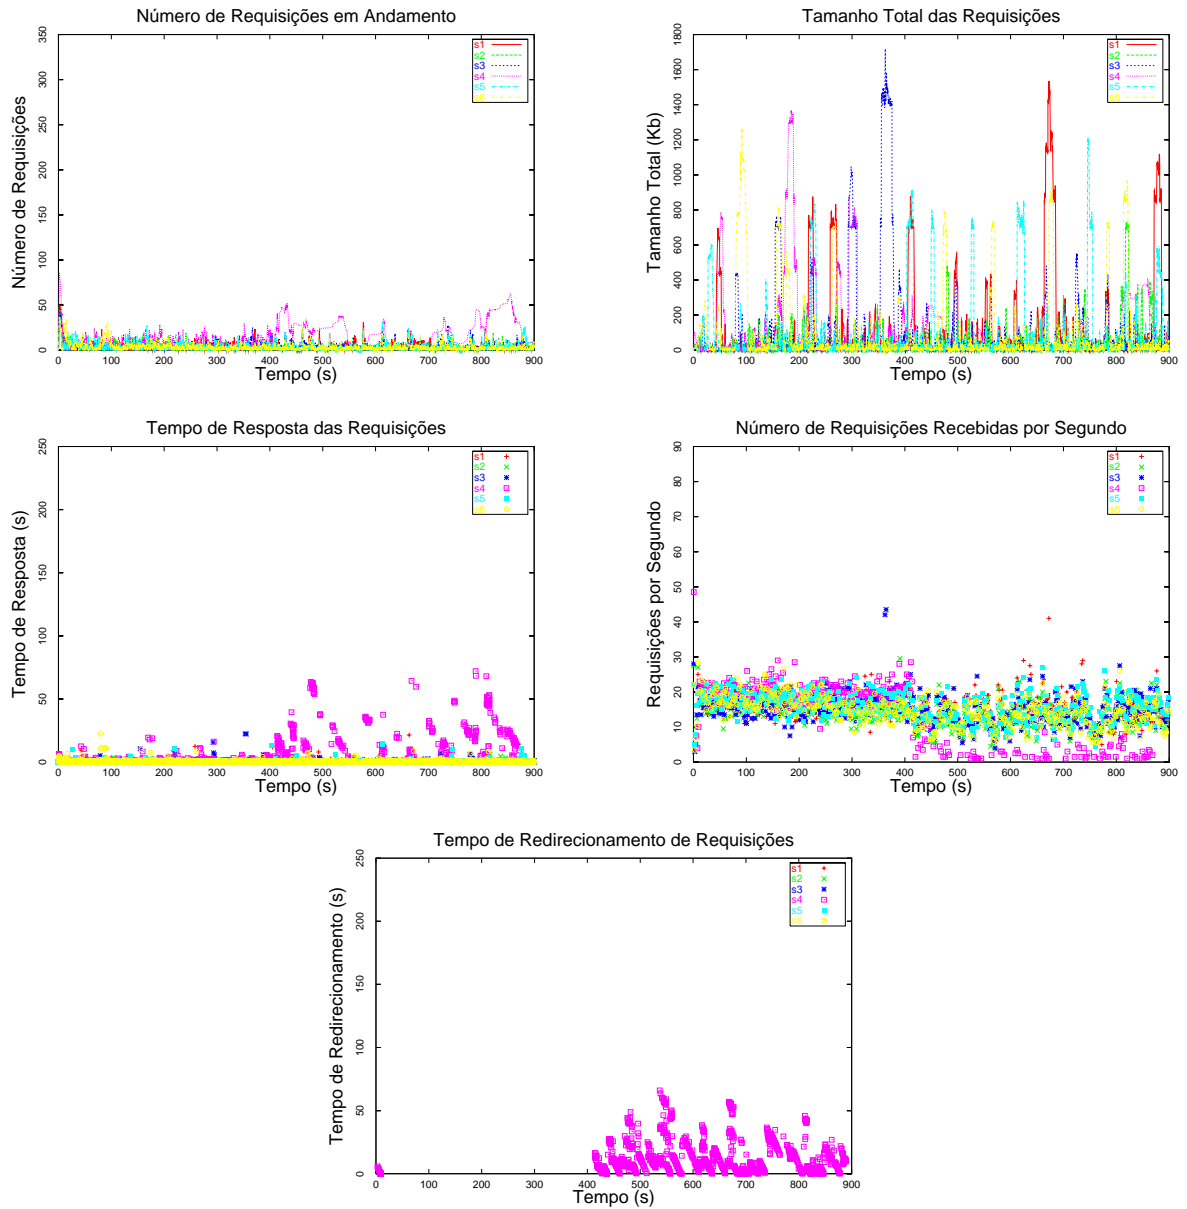 Número de Requisições em Andamento
Número de Requisições
350
300
250
200
150
100
50
0
0 100 200 300 400 500 600 700 800 900
Tempo (s)
s1
s2
s3
s4
s5
s6
Tamanho Total das Requisições
Tamanho Total (Kb)
1800
1600
1400
1200
1000
800
600
400
200
0
0 100 200 300 400 500 600 700 800 900
Tempo (s)
s1
s2
s3
s4
s5
s6
Tempo de Resposta das Requisições
Tempo de Resposta (s)
250
200
150
100
50
0
0 100 200 300 400 500 600 700 800 900
Tempo (s)
s1
s2
s3
s4
s5
s6
Número de Requisições Recebidas por Segundo
Requisições por Segundo
90
80
70
60
50
40
30
20
10
0
0 100 200 300 400 500 600 700 800 900
Tempo (s)
s1
s2
s3
s4
s5
s6
Tempo de Redirecionamento de Requisições
Tempo de Redirecionamento (s)
250
200
150
100
50
0
0 100 200 300 400 500 600 700 800 900
Tempo (s)
s1
s2
s3
s4
s5
s6